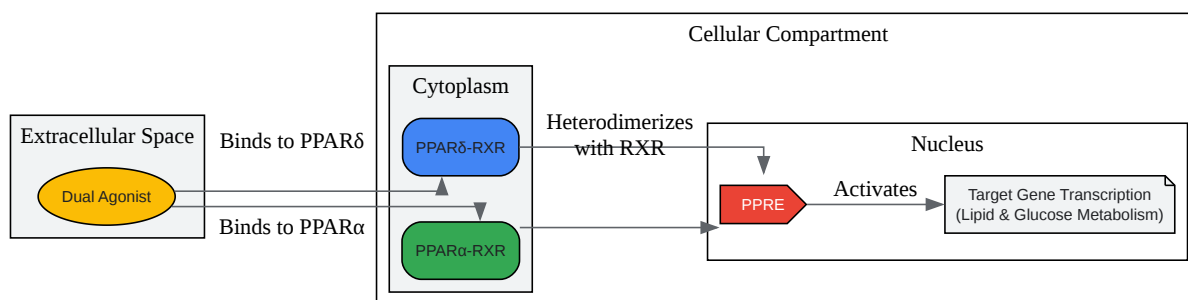 Cellular Compartment
Extracellular Space
Dual Agonist
Binds to PPARδ
Binds to PPARα
Cytoplasm
PPARδ-RXR
PPARα-RXR
Heterodimerizes
with RXR
Nucleus
PPRE
Activates
Target Gene Transcription
(Lipid & Glucose Metabolism)